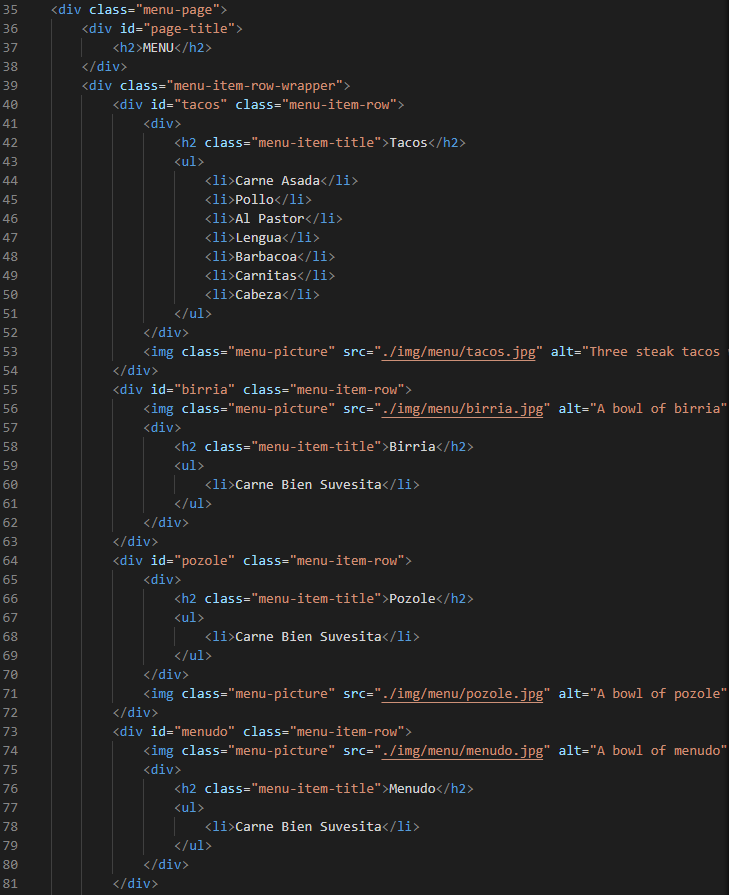 35 <div class="menu-page">
36 <div id="page-title">
37 <h2>MENU</h2>
38 </div>
39 <div class="menu-item-row-wrapper">
40 <div id="tacos" class="menu-item-row">
41 <div>
42 <h2 class="menu-item-title">Tacos</h2>
43 <ul>
44 <li>Carne Asada</li>
45 <li>Pollo</li>
46 <li>Al Pastor</li>
47 <li>Lengua</li>
48 <li>Barbacoa</li>
49 <li>Carnitas</li>
50 <li>Cabeza</li>
51 </ul>
52 </div>
53 <img class="menu-picture" src="./img/menu/tacos.jpg" alt="Three steak tacos
54 </div>
55 <div id="birria" class="menu-item-row">
56 <img class="menu-picture" src="./img/menu/birria.jpg" alt="A bowl of birria"
57 <div>
58 <h2 class="menu-item-title">Birria</h2>
59 <ul>
60 <li>Carne Bien Suvesita</li>
61 </ul>
62 </div>
63 </div>
64 <div id="pozole" class="menu-item-row">
65 <div>
66 <h2 class="menu-item-title">Pozole</h2>
67 <ul>
68 <li>Carne Bien Suvesita</li>
69 </ul>
70 </div>
71 <img class="menu-picture" src="./img/menu/pozole.jpg" alt="A bowl of pozole"
72 </div>
73 <div id="menudo" class="menu-item-row">
74 <img class="menu-picture" src="./img/menu/menudo.jpg" alt="A bowl of menudo"
75 <div>
76 <h2 class="menu-item-title">Menudo</h2>
77 <ul>
78 <li>Carne Bien Suvesita</li>
79 </ul>
80 </div>
81 </div>